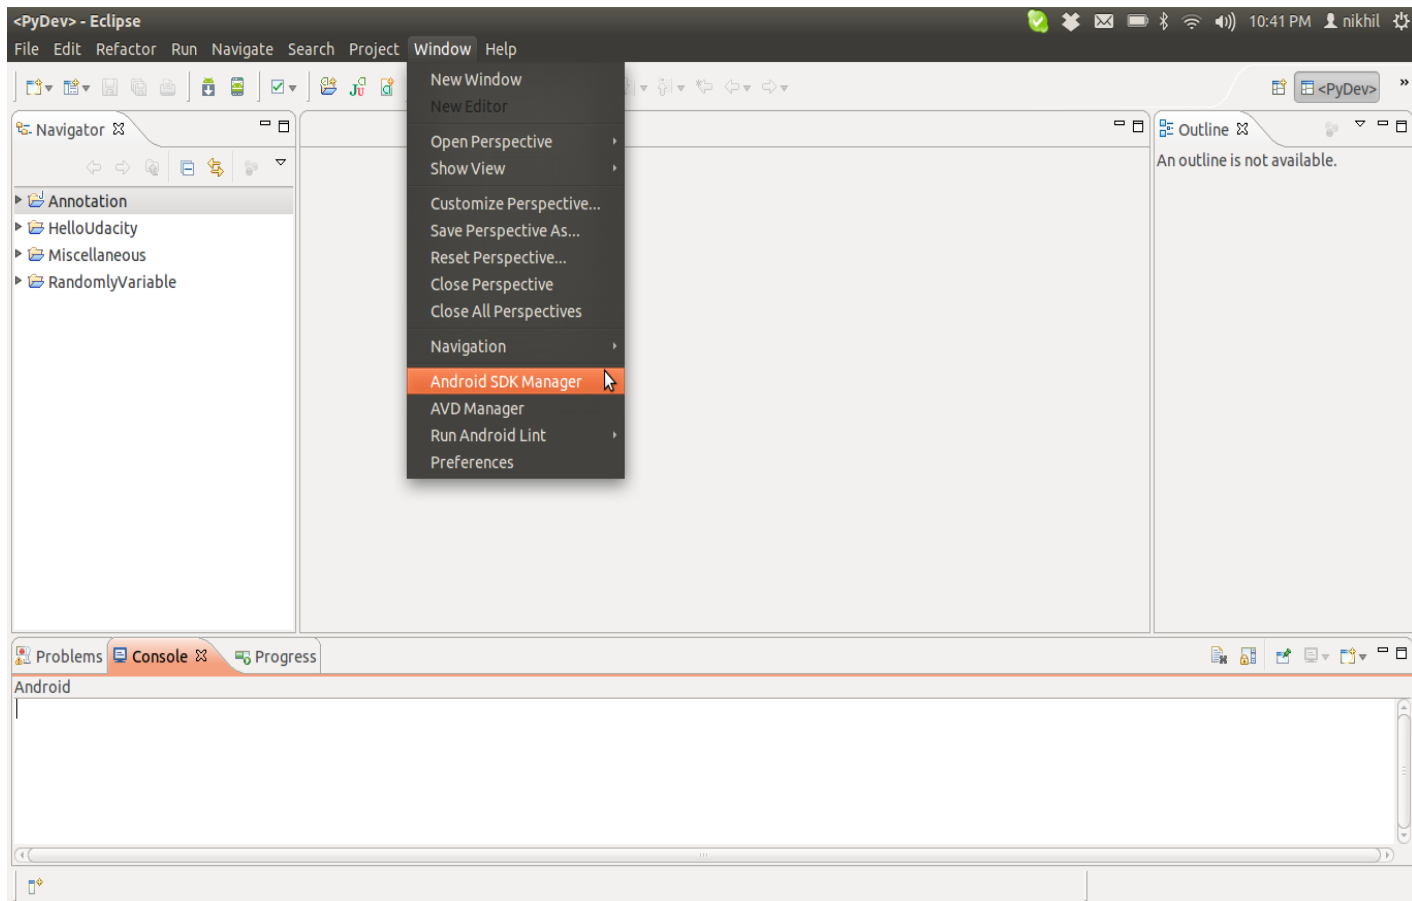 <PyDev> - Eclipse
10:41 PM nikhil
File Edit Refactor Run Navigate Search Project Window Help
<PyDev>
Navigator
Annotation
HelloUdacity
Miscellaneous
RandomlyVariable
New Window
New Editor
Open Perspective
Show View
Customize Perspective...
Save Perspective As...
Reset Perspective...
Close Perspective
Close All Perspectives
Navigation
Android SDK Manager
AVD Manager
Run Android Lint
Preferences
Outline
An outline is not available.
Problems Console Progress
Android